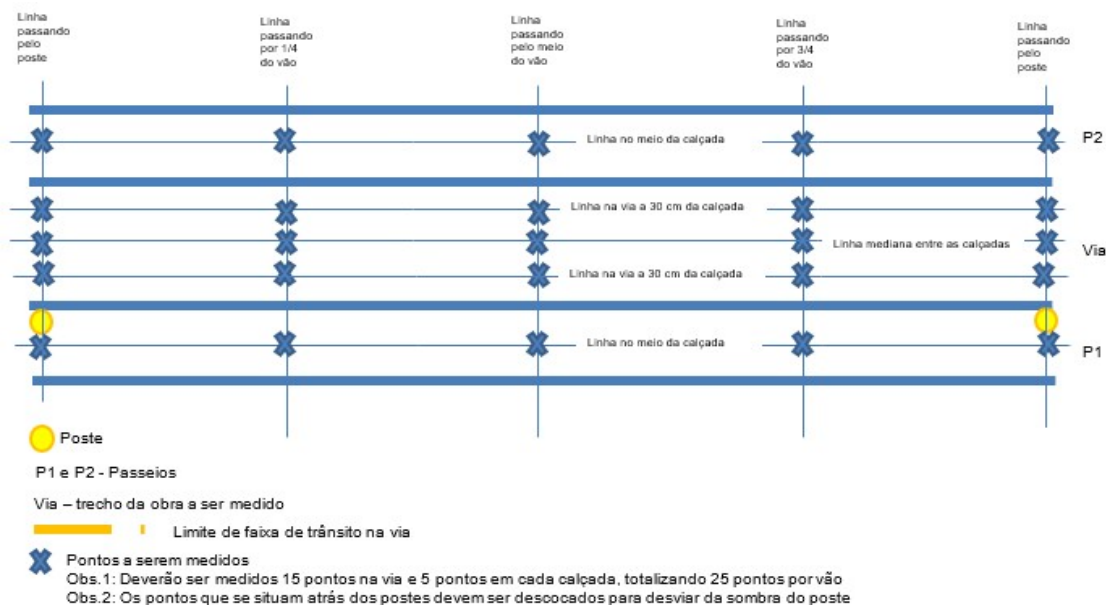 Linha
passando
pelo
poste
Linha
passando
por 1/4
do vão
Linha
passando
pelo meio
do vão
Linha
passando
por 3/4
do vão
Linha
passando
pelo
poste
Linha no meio da calçada
P2
Linha na via a 30 cm da calçada
Linha mediana entre as calçadas
Via
Linha na via a 30 cm da calçada
Linha no meio da calçada
P1
Poste
P1 e P2 - Passeios
Via – trecho da obra a ser medido
Limite de faixa de trânsito na via
Pontos a serem medidos
Obs.1: Deverão ser medidos 15 pontos na via e 5 pontos em cada calçada, totalizando 25 pontos por vão
Obs.2: Os pontos que se situam atrás dos postes devem ser descocados para desviar da sombra do poste